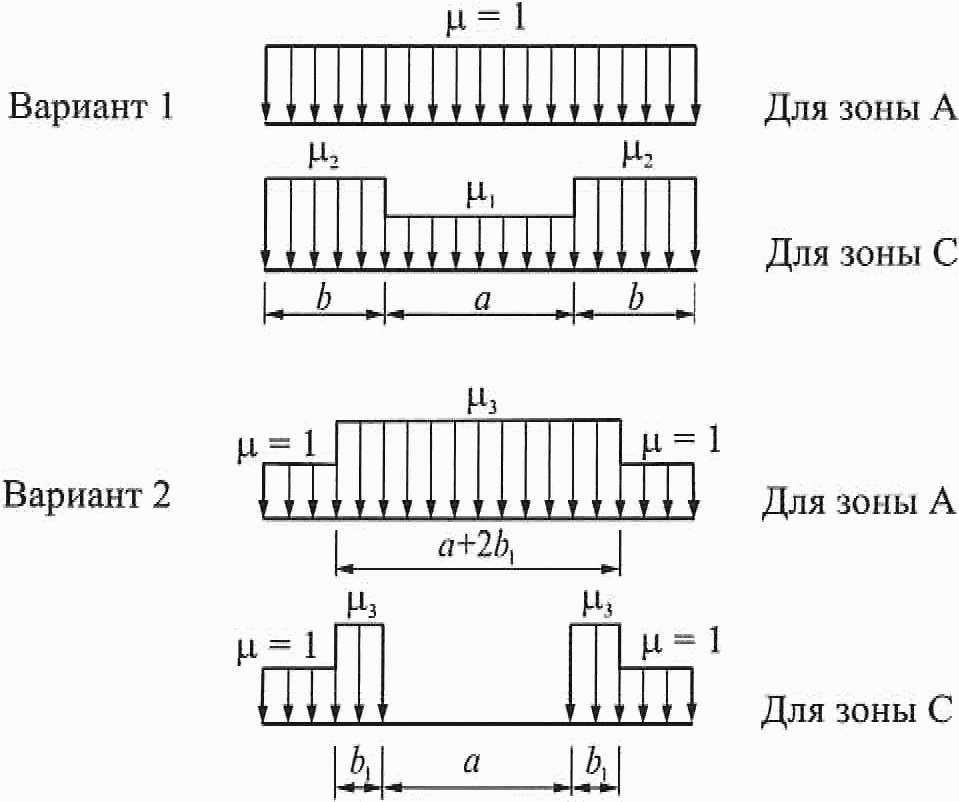 μ = 1
Вариант 1
Для зоны А
μ₂ μ₂
μ₁
Для зоны С
b a b
μ₃
μ = 1 μ = 1
Вариант 2
Для зоны А
a+2b₁
μ₃ μ₃
μ = 1 μ = 1
Для зоны С
b₁ a b₁